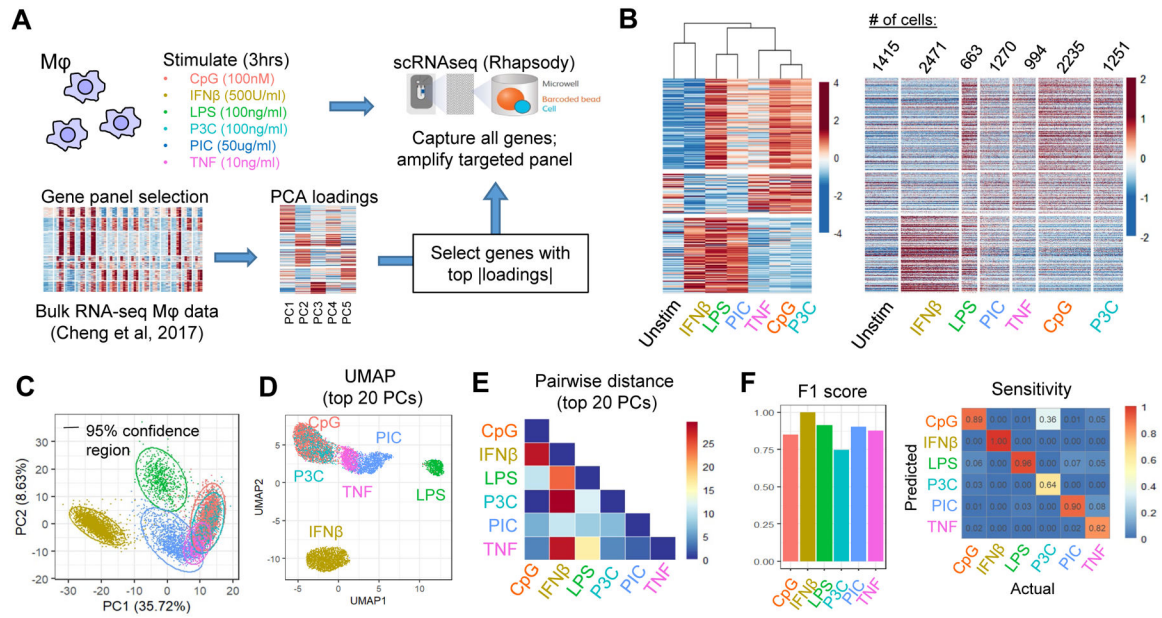 A
Mφ
Stimulate (3hrs)
CpG (100nM)
IFNβ (500U/ml)
LPS (100ng/ml)
P3C (100ng/ml)
PIC (50ug/ml)
TNF (10ng/ml)
scRNAseq (Rhapsody)
Microwell
Barcoded bead
Cell
Capture all genes;
amplify targeted panel
Gene panel selection
PCA loadings
PC1 PC2 PC3 PC4 PC5
Select genes with
top |loadings|
Bulk RNA-seq Mφ data
(Cheng et al, 2017)
B
# of cells:
1415 2471 663 1270 994 2235 1251
4
2
0
-2
-4
2
1
0
-1
-2
Unstim IFNβ LPS PIC TNF CpG P3C
Unstim IFNβ LPS PIC TNF CpG P3C
C
95% confidence
region
PC2 (8.63%)
30
20
10
0
-10
-20
-30 -20 -10 0 10 20
PC1 (35.72%)
D
UMAP
(top 20 PCs)
CpG
P3C
TNF
PIC
LPS
IFNβ
UMAP2
5
0
-5
-10
-5 0 5 10
UMAP1
E
Pairwise distance
(top 20 PCs)
CpG
IFNβ
LPS
P3C
PIC
TNF
CpG IFNβ LPS P3C PIC TNF
25
20
15
10
5
0
F
F1 score
1.00
0.75
0.50
0.25
0.00
CpG IFNβ LPS P3C PIC TNF
Sensitivity
Predicted
CpG 0.89 0.00 0.01 0.36 0.01 0.05
IFNβ 0.00 1.00 0.00 0.00 0.00 0.00
LPS 0.06 0.00 0.96 0.00 0.07 0.05
P3C 0.05 0.00 0.00 0.64 0.00 0.00
PIC 0.01 0.00 0.02 0.00 0.90 0.08
TNF 0.02 0.00 0.00 0.00 0.02 0.82
CpG IFNβ LPS P3C PIC TNF
Actual
1
0.8
0.6
0.4
0.2
0